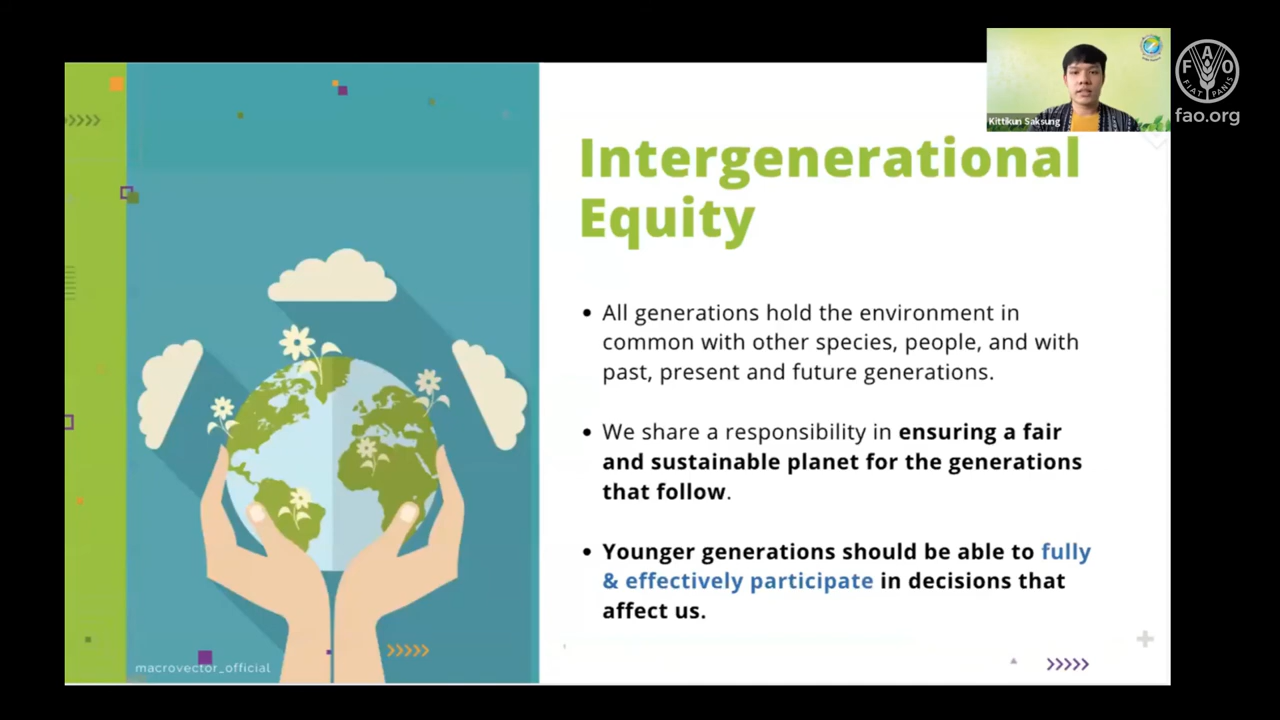 Intergenerational
Equity
• All generations hold the environment in
common with other species, people, and with
past, present and future generations.
• We share a responsibility in ensuring a fair
and sustainable planet for the generations
that follow.
• Younger generations should be able to fully
& effectively participate in decisions that
affect us.
macrovector_official
Kittikun Saksung
F A O
FIAT PANIS
fao.org